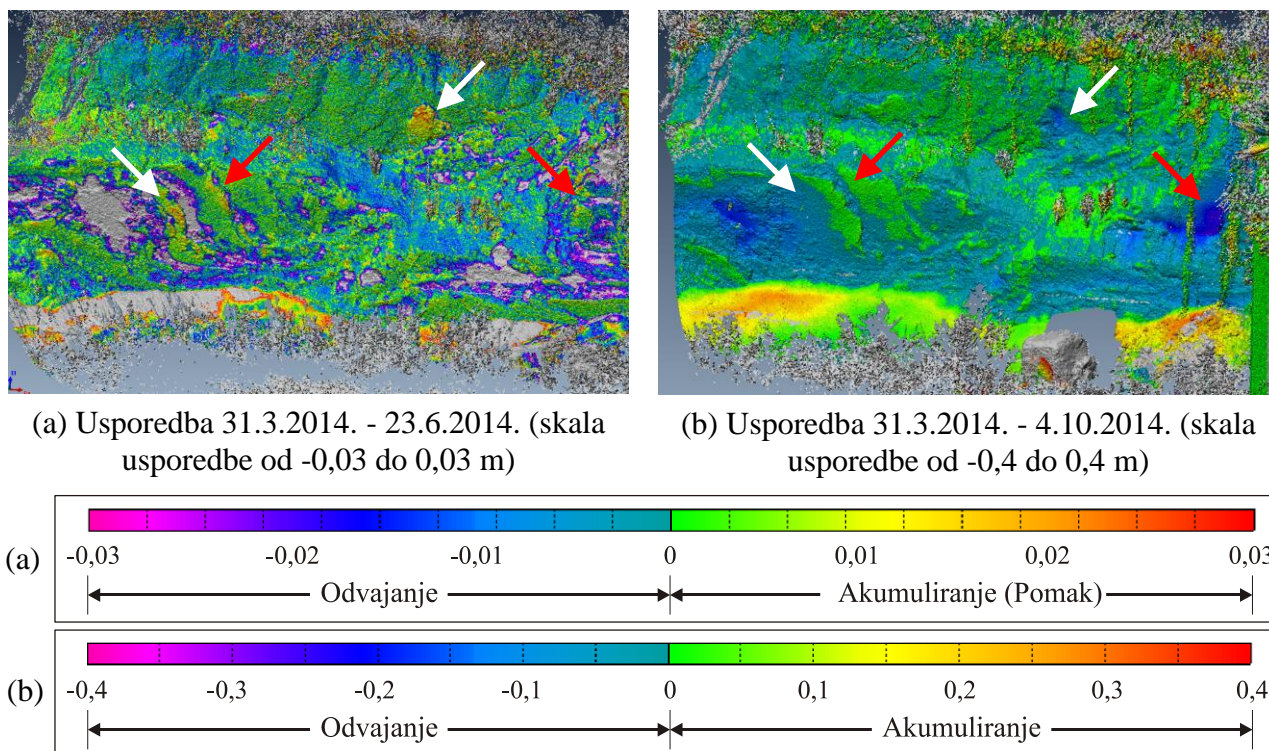 (a) Usporedba 31.3.2014. - 23.6.2014. (skala
usporedbe od -0,03 do 0,03 m)
(b) Usporedba 31.3.2014. - 4.10.2014. (skala
usporedbe od -0,4 do 0,4 m)
(a)
-0,03 -0,02 -0,01 0 0,01 0,02 0,03
Odvajanje Akumuliranje (Pomak)
(b)
-0,4 -0,3 -0,2 -0,1 0 0,1 0,2 0,3 0,4
Odvajanje Akumuliranje